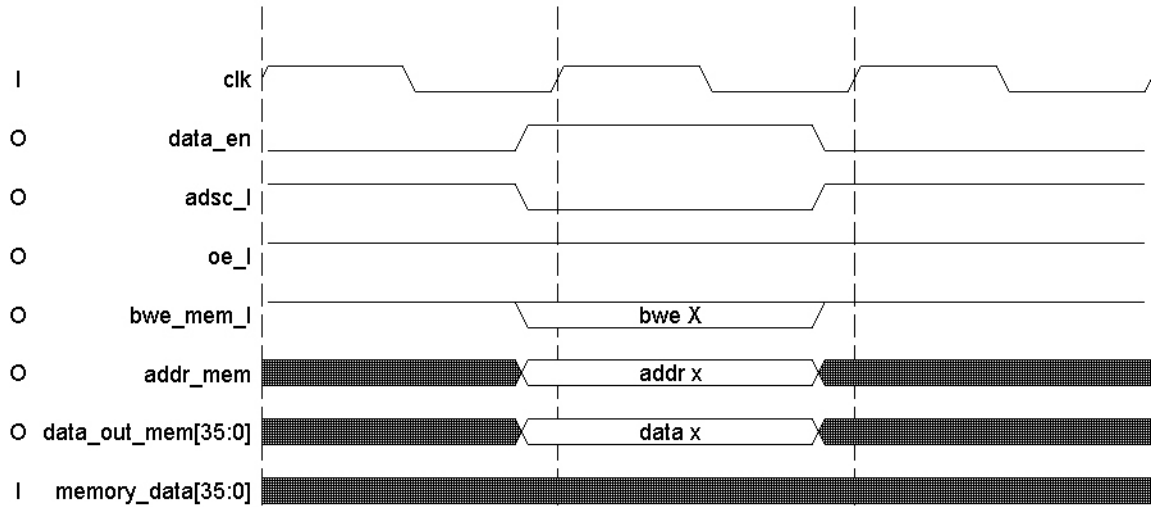 I clk
O data_en
O adsc_l
O oe_l
O bwe_mem_l bwe X
O addr_mem addr x
O data_out_mem[35:0] data x
I memory_data[35:0]